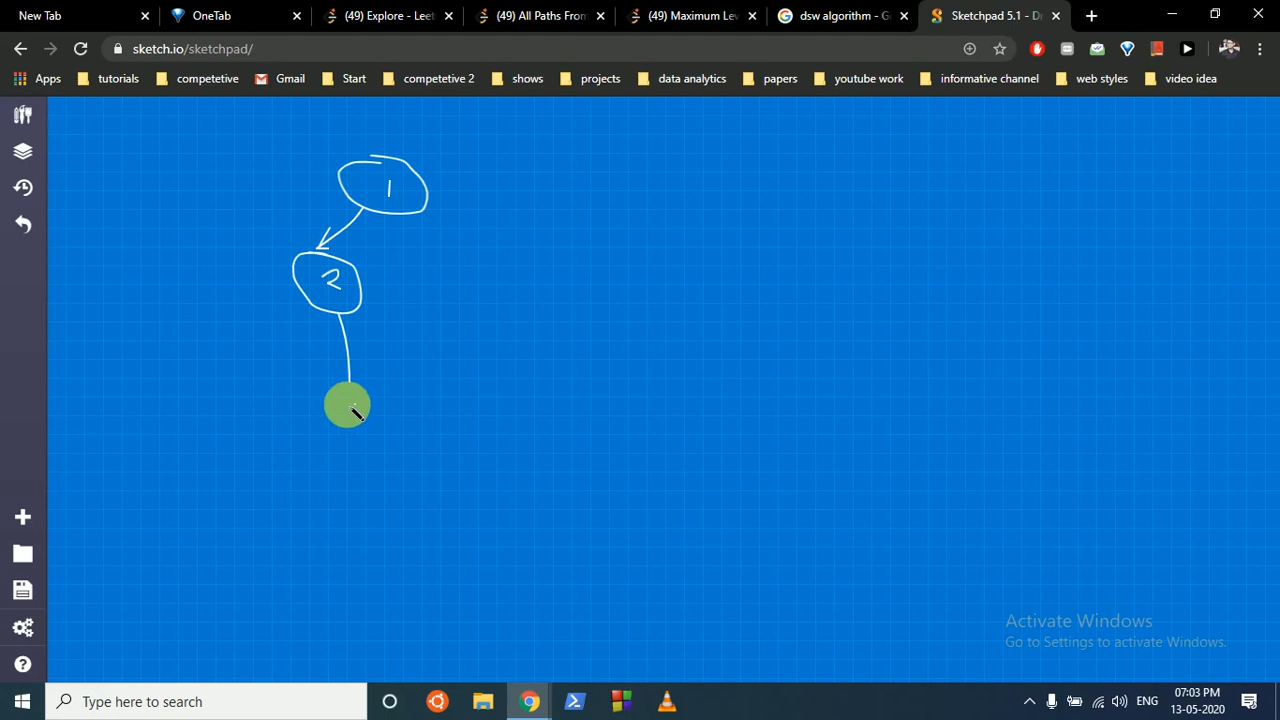 New Tab
OneTab
(49) Explore - Leet
(49) All Paths From
(49) Maximum Lev
dsw algorithm - G
Sketchpad 5.1 - Dr
sketch.io/sketchpad/
Apps
tutorials
competetive
Gmail
Start
competetive 2
shows
projects
data analytics
papers
youtube work
informative channel
web styles
video idea
1
2
Activate Windows
Go to Settings to activate Windows.
Type here to search
ENG
07:03 PM
13-05-2020